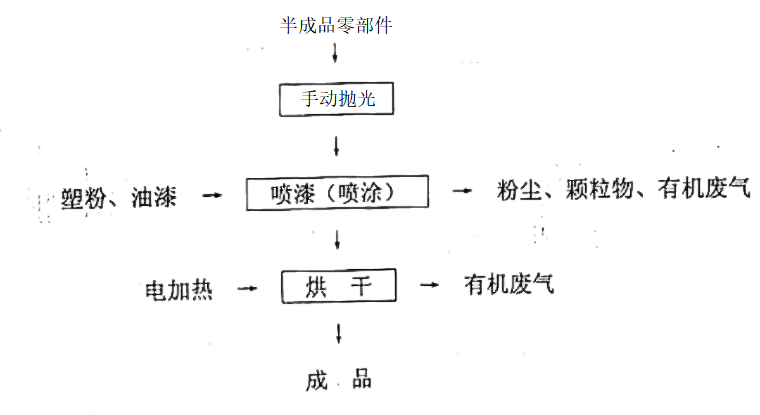 半成品零部件
手动抛光
塑粉、油漆 → 喷漆（喷涂） → 粉尘、颗粒物、有机废气
电加热 → 烘 干 → 有机废气
成 品